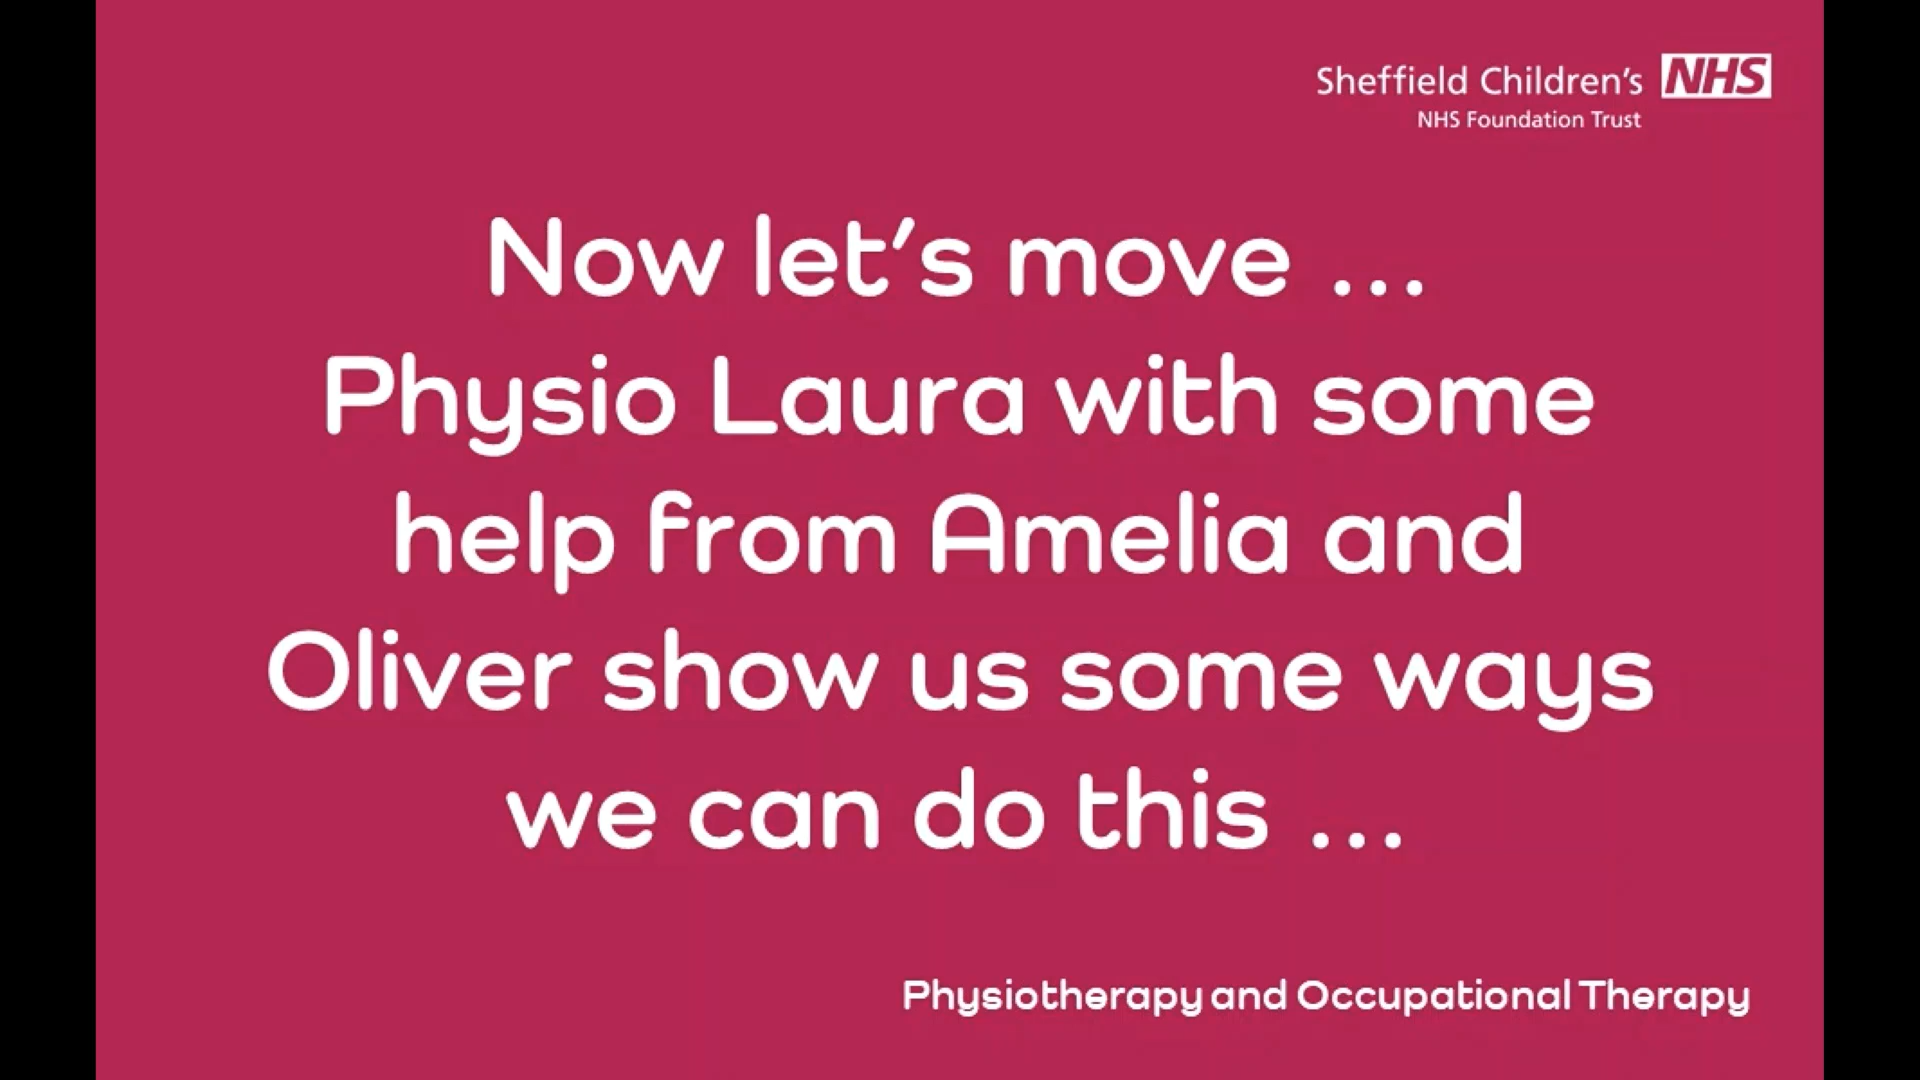 Sheffield Children's NHS
NHS Foundation Trust
Now let's move ...
Physio Laura with some
help from Amelia and
Oliver show us some ways
we can do this ...
Physiotherapy and Occupational Therapy